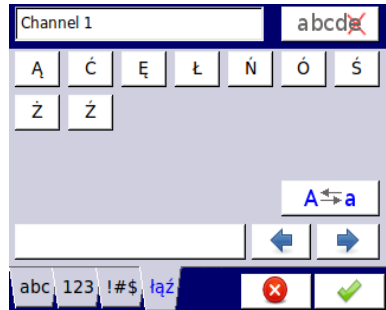 Channel 1 abcde
Ą Ć Ę Ł Ń Ó Ś
Ż Ź
A a
abc 123 !#$ łąź